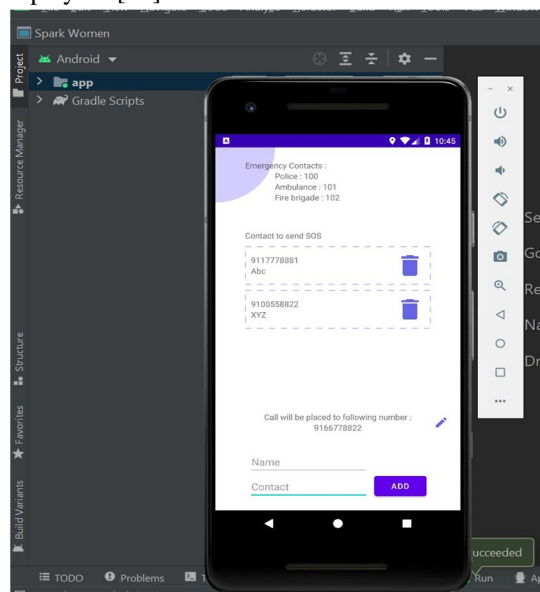 Spark Women
Android
Project
app
Gradle Scripts
Resource Manager
10:45
Emergency Contacts :
Police : 100
Ambulance : 101
Fire brigade : 102
Contact to send SOS
9117778881
Abc
9100558822
XYZ
Call will be placed to following number :
9166778822
Name
Contact
ADD
Structure
Favorites
Build Variants
ucceeded
TODO
Problems
Run